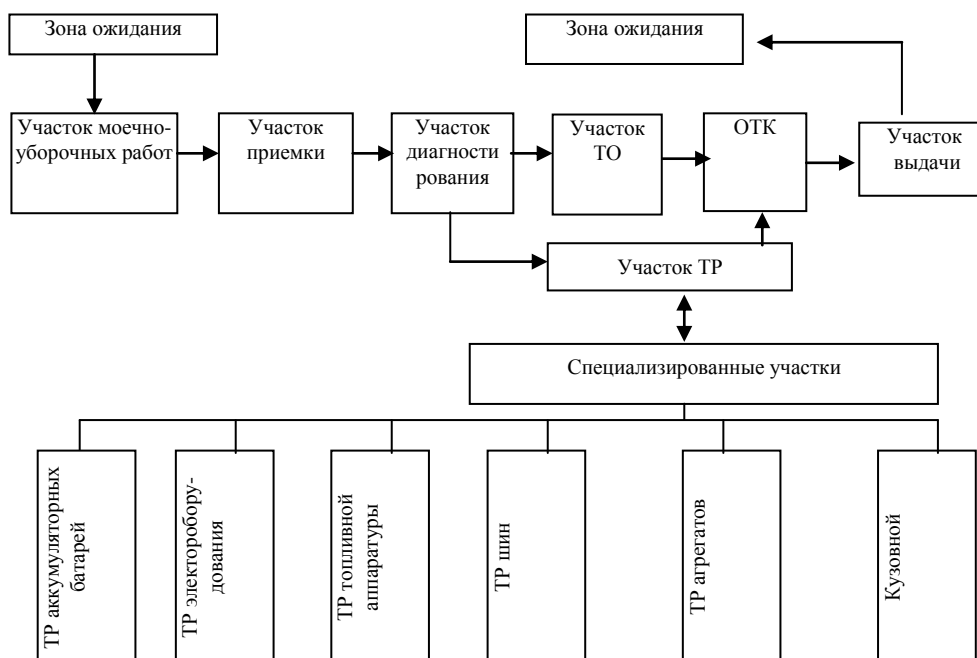 Зона ожидания
Зона ожидания
Участок моечно-
уборочных работ
Участок
приемки
Участок
диагности
рования
Участок
ТО
ОТК
Участок
выдачи
Участок ТР
Специализированные участки
ТР аккумуляторных
батарей
ТР электоробору-
дования
ТР топливной
аппаратуры
ТР шин
ТР агрегатов
Кузовной